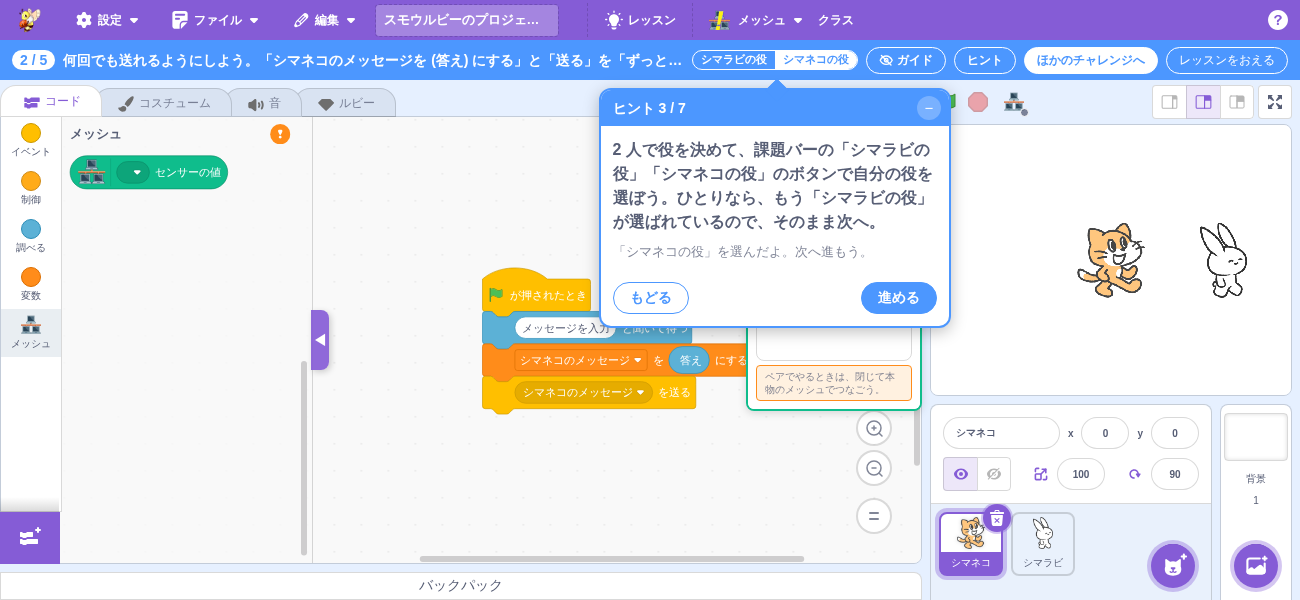 設定
ファイル
編集
スモウルビーのプロジェ…
レッスン
メッシュ
クラス
?
2 / 5
何回でも送れるようにしよう。「シマネコのメッセージを (答え) にする」と「送る」を「ずっと…
シマラビの役
シマネコの役
ガイド
ヒント
ほかのチャレンジへ
レッスンをおえる
コード
コスチューム
音
ルビー
イベント
制御
調べる
変数
メッシュ
メッシュ
センサーの値
が押されたとき
メッセージを入力
と聞いて待つ
シマネコのメッセージ
を
答え
にする
シマネコのメッセージ
を送る
ヒント 3 / 7
2 人で役を決めて、課題バーの「シマラビの
役」「シマネコの役」のボタンで自分の役を
選ぼう。ひとりなら、もう「シマラビの役」
が選ばれているので、そのまま次へ。
「シマネコの役」を選んだよ。次へ進もう。
もどる
進める
ペアでやるときは、閉じて本
物のメッシュでつなごう。
シマネコ
x
0
y
0
100
90
シマネコ
シマラビ
背景
1
バックパック